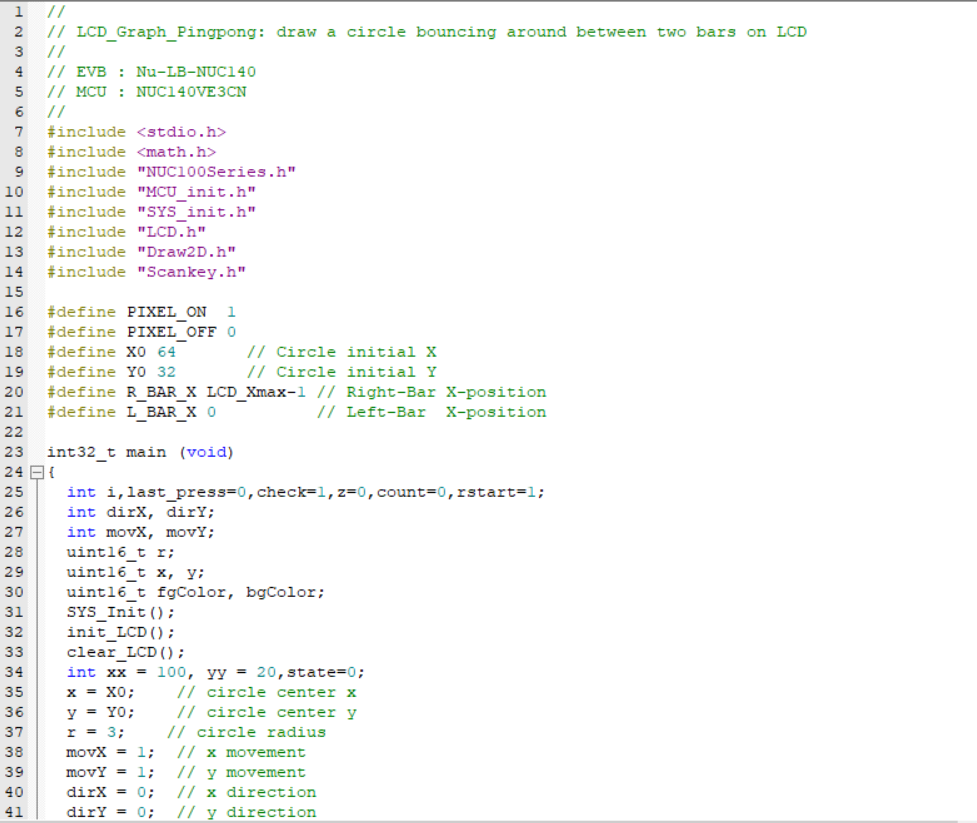 1 //
2 // LCD_Graph_Pingpong: draw a circle bouncing around between two bars on LCD
3 //
4 // EVB : Nu-LB-NUC140
5 // MCU : NUC140VE3CN
6 //
7 #include <stdio.h>
8 #include <math.h>
9 #include "NUC100Series.h"
10 #include "MCU_init.h"
11 #include "SYS_init.h"
12 #include "LCD.h"
13 #include "Draw2D.h"
14 #include "Scankey.h"
15
16 #define PIXEL_ON  1
17 #define PIXEL_OFF 0
18 #define X0 64       // Circle initial X
19 #define Y0 32       // Circle initial Y
20 #define R_BAR_X LCD_Xmax-1 // Right-Bar X-position
21 #define L_BAR_X 0          // Left-Bar  X-position
22
23 int32_t main (void)
24 {
25   int i,last_press=0,check=1,z=0,count=0,rstart=1;
26   int dirX, dirY;
27   int movX, movY;
28   uint16_t r;
29   uint16_t x, y;
30   uint16_t fgColor, bgColor;
31   SYS_Init();
32   init_LCD();
33   clear_LCD();
34   int xx = 100, yy = 20,state=0;
35   x = X0;    // circle center x
36   y = Y0;    // circle center y
37   r = 3;    // circle radius
38   movX = 1;  // x movement
39   movY = 1;  // y movement
40   dirX = 0;  // x direction
41   dirY = 0;  // y direction